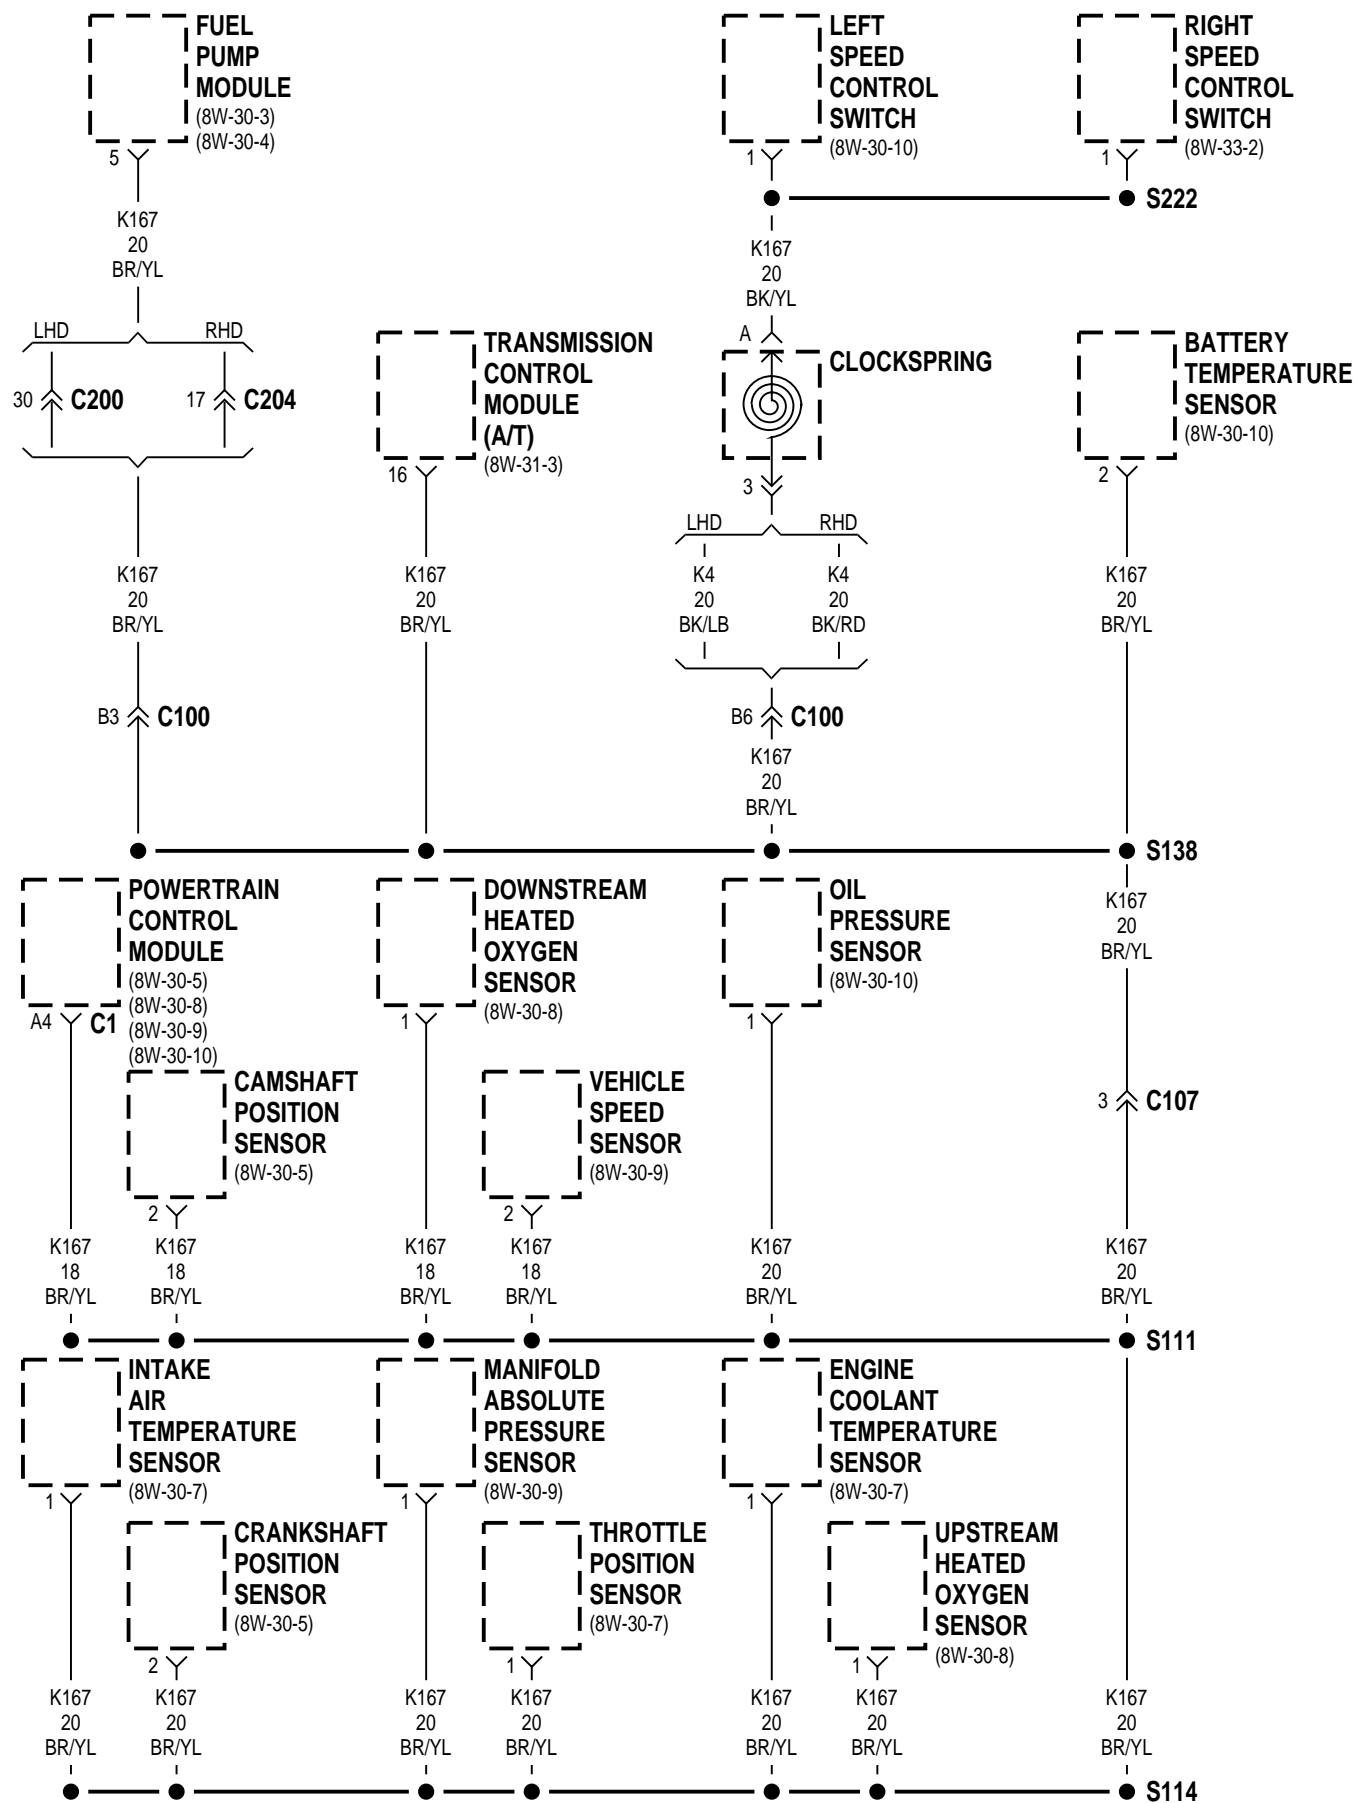 FUEL
PUMP
MODULE
(8W-30-3)
(8W-30-4)
5
K167
20
BR/YL
LHD
RHD
30
C200
17
C204
K167
20
BR/YL
B3
C100
TRANSMISSION
CONTROL
MODULE
(A/T)
(8W-31-3)
16
K167
20
BR/YL
LEFT
SPEED
CONTROL
SWITCH
(8W-30-10)
1
RIGHT
SPEED
CONTROL
SWITCH
(8W-33-2)
1
S222
K167
20
BK/YL
A
CLOCKSPRING
3
LHD
RHD
K4
20
BK/LB
K4
20
BK/RD
B6
C100
K167
20
BR/YL
BATTERY
TEMPERATURE
SENSOR
(8W-30-10)
2
K167
20
BR/YL
S138
POWERTRAIN
CONTROL
MODULE
(8W-30-5)
(8W-30-8)
(8W-30-9)
(8W-30-10)
A4
C1
K167
18
BR/YL
CAMSHAFT
POSITION
SENSOR
(8W-30-5)
2
K167
18
BR/YL
DOWNSTREAM
HEATED
OXYGEN
SENSOR
(8W-30-8)
1
K167
18
BR/YL
VEHICLE
SPEED
SENSOR
(8W-30-9)
2
K167
18
BR/YL
OIL
PRESSURE
SENSOR
(8W-30-10)
1
K167
20
BR/YL
K167
20
BR/YL
3
C107
K167
20
BR/YL
S111
INTAKE
AIR
TEMPERATURE
SENSOR
(8W-30-7)
1
K167
20
BR/YL
CRANKSHAFT
POSITION
SENSOR
(8W-30-5)
2
K167
20
BR/YL
MANIFOLD
ABSOLUTE
PRESSURE
SENSOR
(8W-30-9)
1
K167
20
BR/YL
THROTTLE
POSITION
SENSOR
(8W-30-7)
1
K167
20
BR/YL
ENGINE
COOLANT
TEMPERATURE
SENSOR
(8W-30-7)
1
K167
20
BR/YL
UPSTREAM
HEATED
OXYGEN
SENSOR
(8W-30-8)
1
K167
20
BR/YL
K167
20
BR/YL
S114